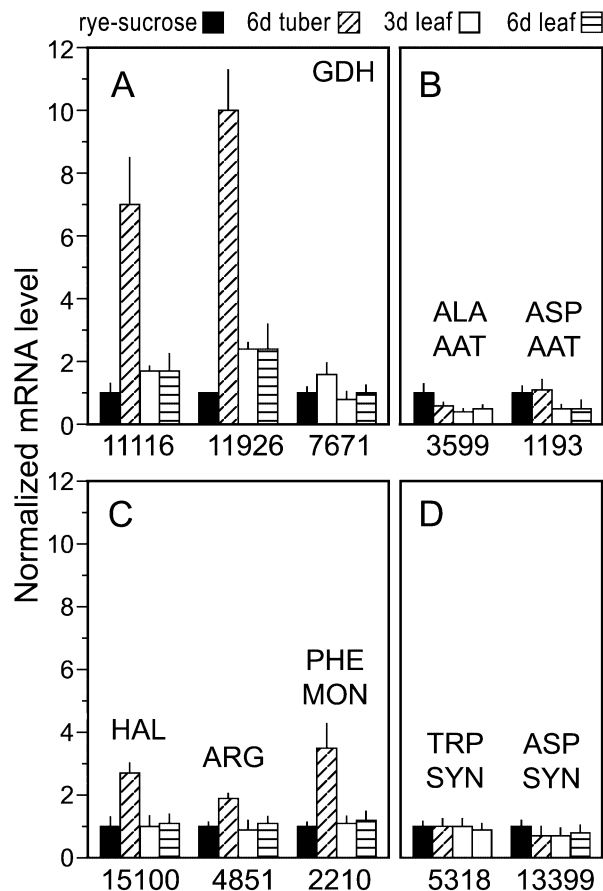 rye-sucrose 6d tuber 3d leaf 6d leaf
Normalized mRNA level
12
10
8
6
4
2
0
A
GDH
11116 11926 7671
B
ALA
AAT
ASP
AAT
3599 1193
12
10
8
6
4
2
0
C
HAL
ARG
PHE
MON
15100 4851 2210
D
TRP
SYN
ASP
SYN
5318 13399